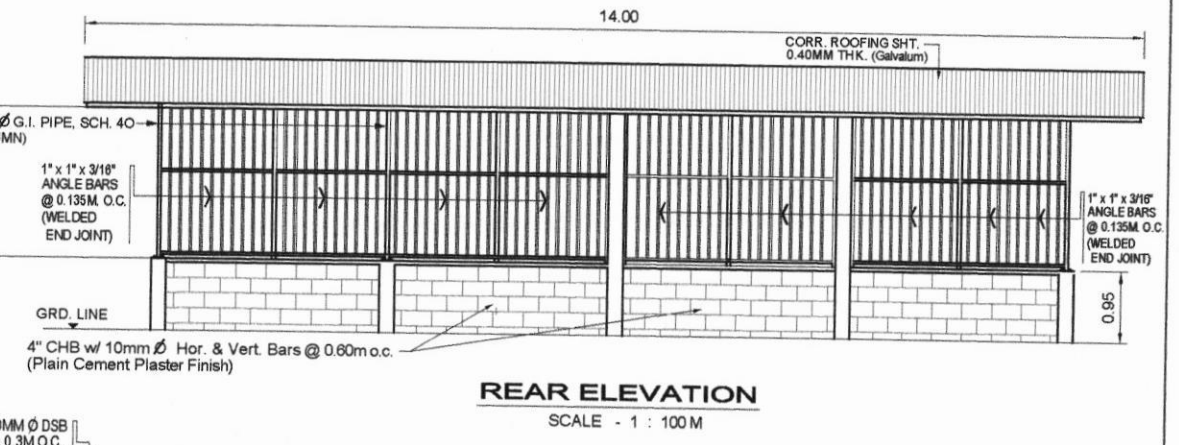 14.00
CORR. ROOFING SHT.
0.40MM THK. (Galvalum)
Ø G.I. PIPE, SCH. 40
MN)
1" x 1" x 3/16"
ANGLE BARS
@ 0.135M. O.C.
(WELDED
END JOINT)
1" x 1" x 3/16"
ANGLE BARS
@ 0.135M. O.C.
(WELDED
END JOINT)
0.95
GRD. LINE
4" CHB w/ 10mm Ø Hor. & Vert. Bars @ 0.60m o.c.
(Plain Cement Plaster Finish)
REAR ELEVATION
SCALE - 1 : 100 M
MM Ø DSB
0.3M O.C.